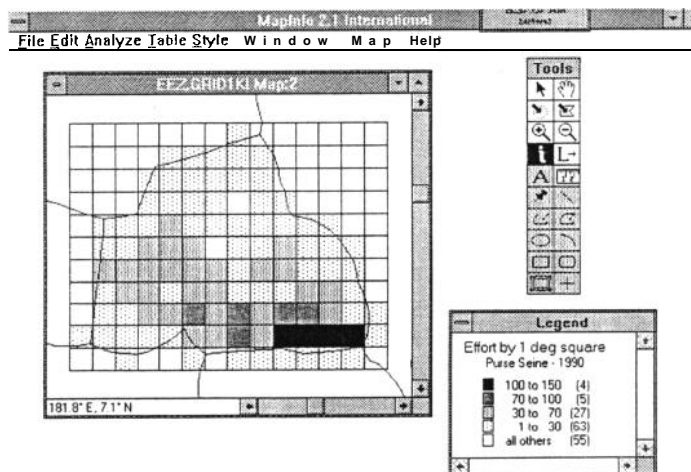 MapInfo 2.1 International
File Edit Analyze Table Style Window Map Help
EEZ,GRID1KI Map:2
181.8° E, 7.1° N
Tools
i
L
A
Legend
Effort by 1 deg square
Purse Seine - 1990
100 to 150 (4)
70 to 100 (5)
30 to 70 (27)
1 to 30 (63)
all others (55)